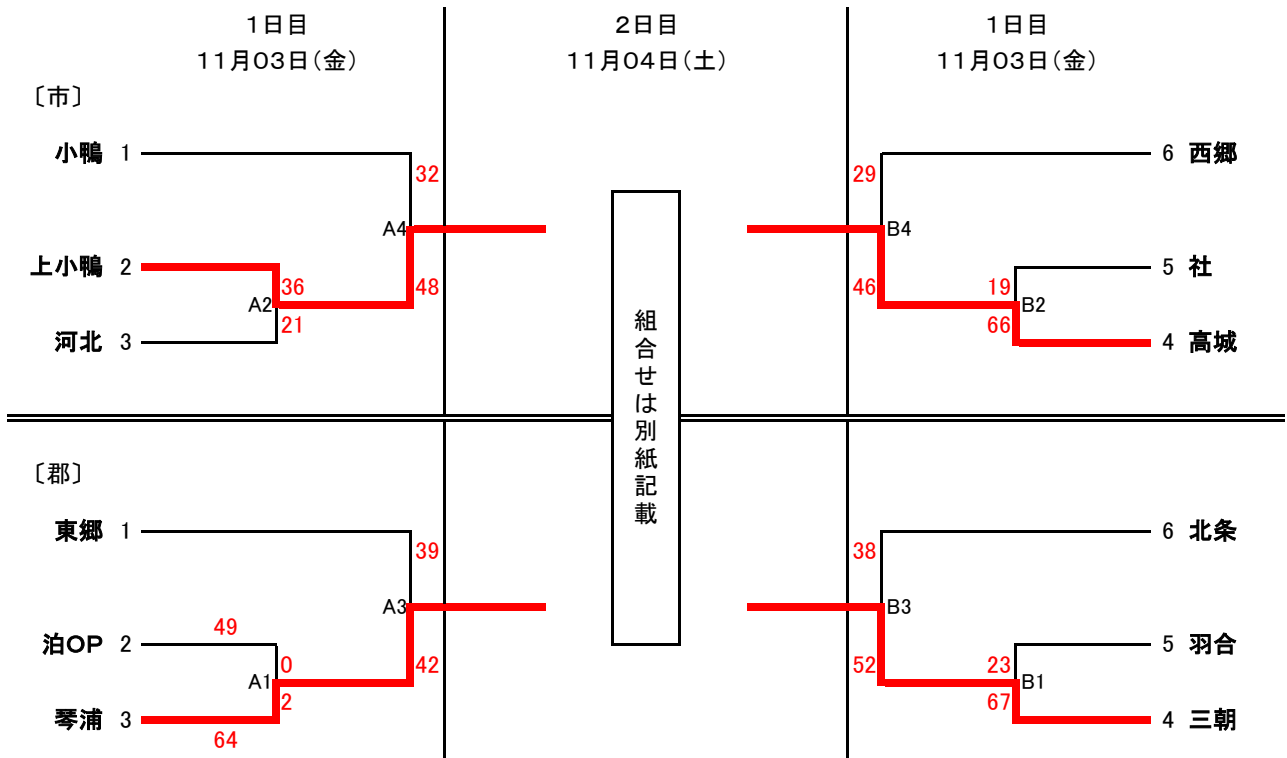 1日目
11月03日(金)
2日目
11月04日(土)
1日目
11月03日(金)
〔市〕
小鴨 1
32
A4
上小鴨 2
36
48
A2
21
河北 3
6 西郷
29
B4
5 社
46
19
B2
66
4 高城
組合せは別紙記載
〔郡〕
東郷 1
39
A3
49
泊OP 2
0
42
A1
2
琴浦 3
64
6 北条
38
B3
5 羽合
52
23
B1
67
4 三朝